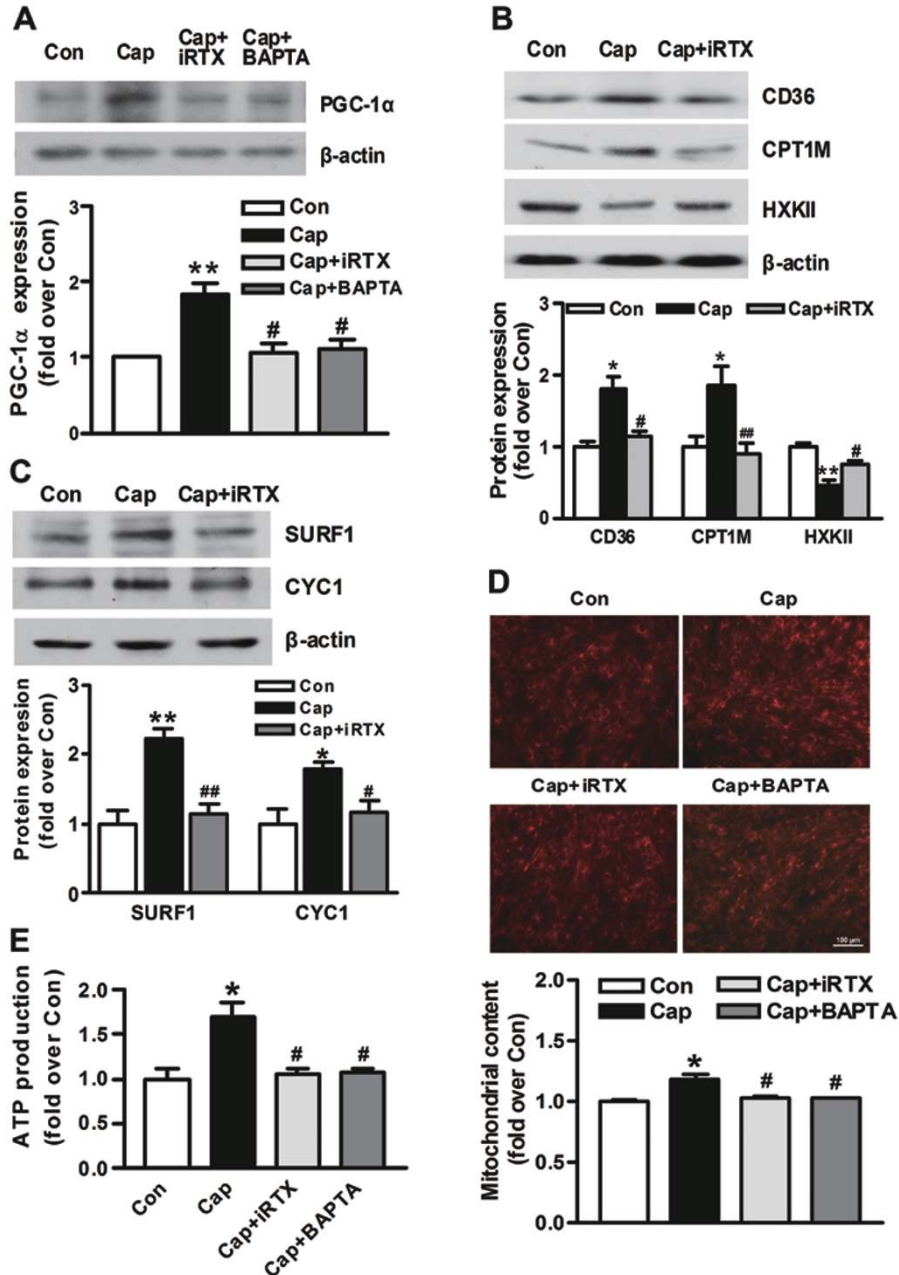 A
Con
Cap
Cap+
iRTX
Cap+
BAPTA
PGC-1α
β-actin
PGC-1α expression
(fold over Con)
3
2
1
0
Con
Cap
Cap+iRTX
Cap+BAPTA
**
#
#
B
Con
Cap
Cap+iRTX
CD36
CPT1M
HXKII
β-actin
Protein expression
(fold over Con)
3
2
1
0
Con
Cap
Cap+iRTX
*
#
*
##
**
#
CD36
CPT1M
HXKII
C
Con
Cap
Cap+iRTX
SURF1
CYC1
β-actin
Protein expresion
(fold over Con)
3
2
1
0
Con
Cap
Cap+iRTX
**
##
*
#
SURF1
CYC1
D
Con
Cap
Cap+iRTX
Cap+BAPTA
100 µm
Mitochondrial content
(fold over Con)
2.0
1.5
1.0
0.5
0.0
Con
Cap
Cap+iRTX
Cap+BAPTA
*
#
#
E
ATP production
(fold over Con)
2.0
1.5
1.0
0.5
0.0
*
#
#
Con
Cap
Cap+iRTX
Cap+BAPTA